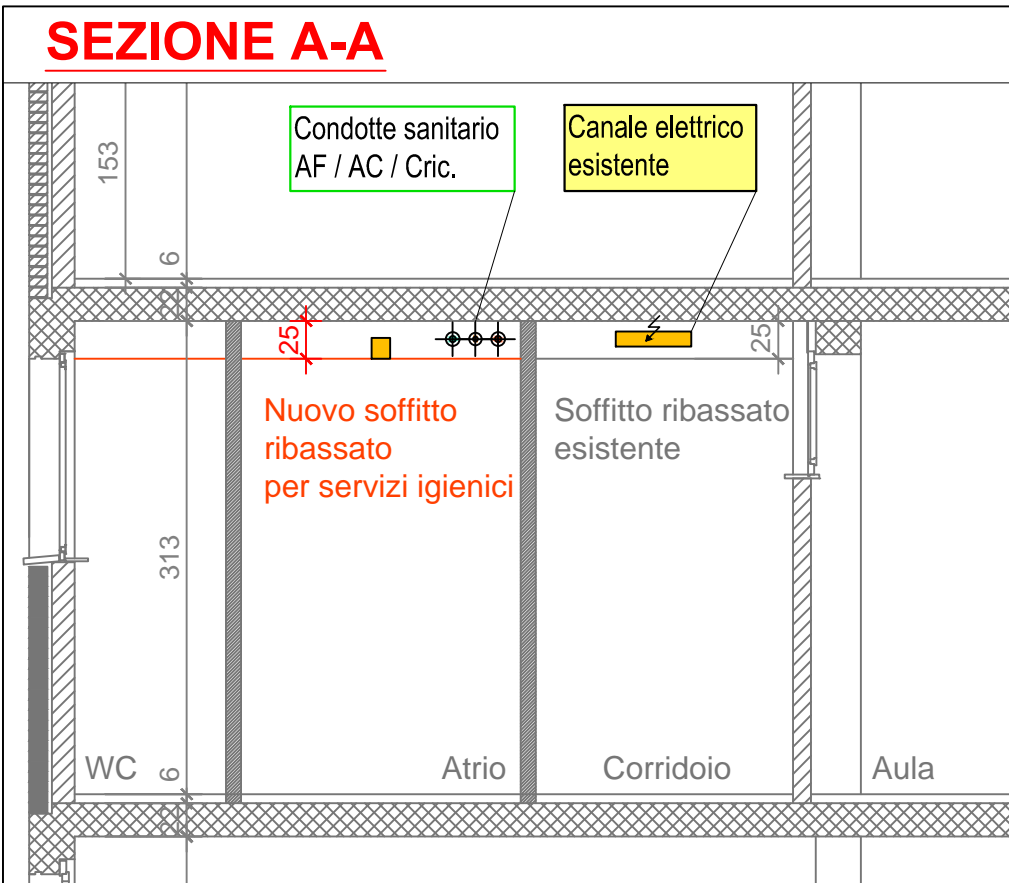 SEZIONE A-A
Condotte sanitario
AF / AC / Cric.
Canale elettrico
esistente
153
6
22
25
25
Nuovo soffitto
ribassato
per servizi igienici
Soffitto ribassato
esistente
313
WC
6
Atrio
Corridoio
Aula
22